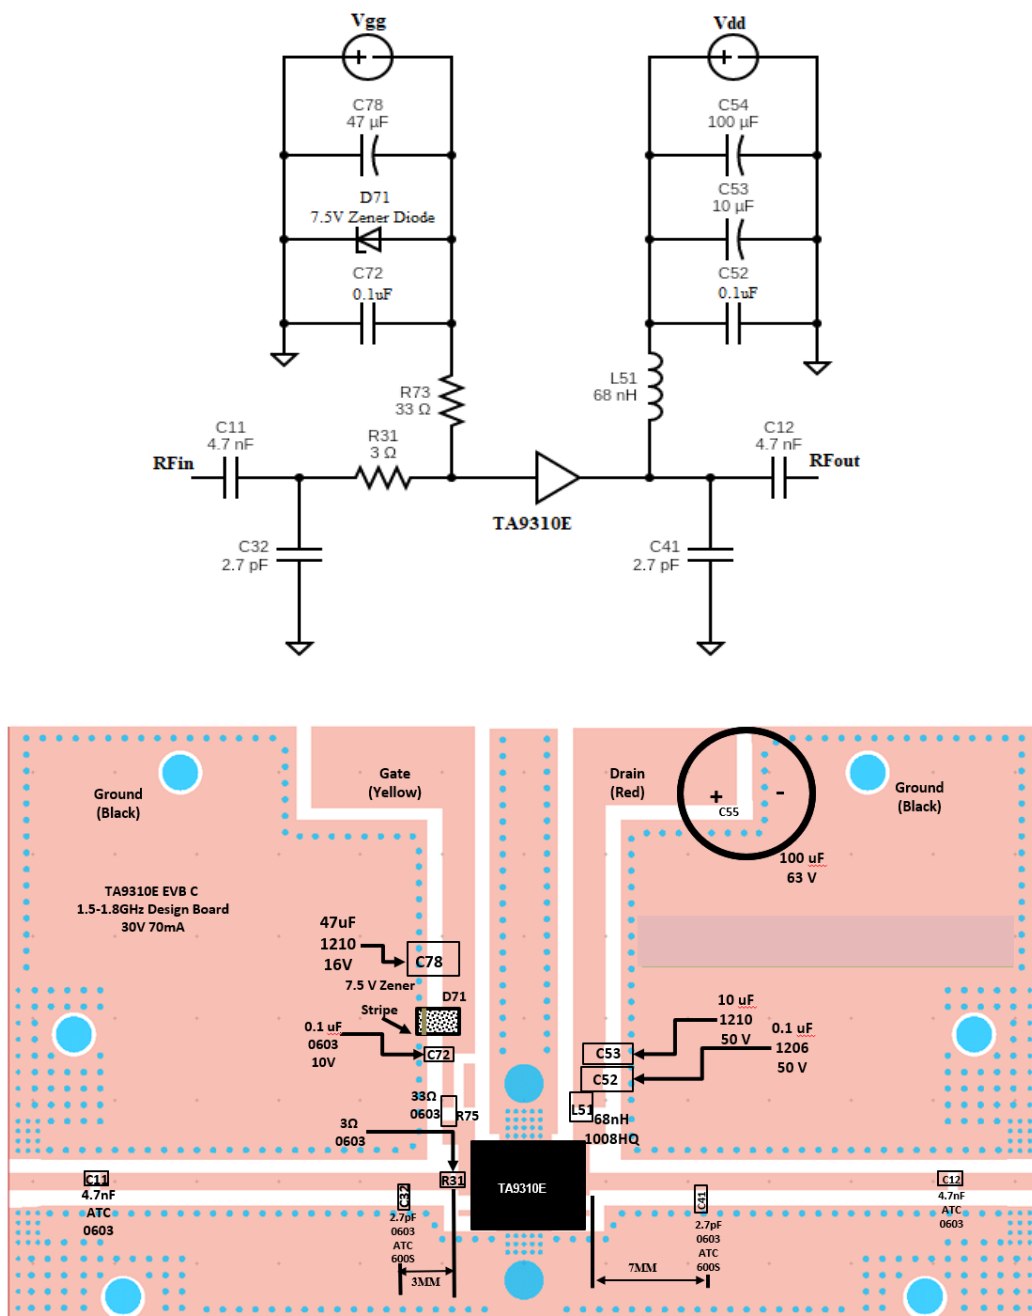 Vgg
Vdd
+ -
+ -
C78
47 µF
C54
100 µF
D71
7.5V Zener Diode
C53
10 µF
C72
0.1uF
C52
0.1uF
R73
33 Ω
L51
68 nH
C11
4.7 nF
R31
3 Ω
C12
4.7 nF
RFin
RFout
TA9310E
C32
2.7 pF
C41
2.7 pF
Ground
(Black)
Gate
(Yellow)
Drain
(Red)
+ -
C55
Ground
(Black)
100 uF
63 V
TA9310E EVB C
1.5-1.8GHz Design Board
30V 70mA
47uF
1210
16V
C78
7.5 V Zener
D71
Stripe
0.1 uF
0603
10V
C72
10 uF
1210
50 V
0.1 uF
1206
50 V
C53
C52
33Ω
0603
R75
L51
68nH
1008HQ
3Ω
0603
R31
TA9310E
C11
4.7nF
ATC
0603
C32
2.7pF
0603
ATC
600S
3MM
C41
2.7pF
0603
ATC
600S
7MM
C12
4.7nF
ATC
0603